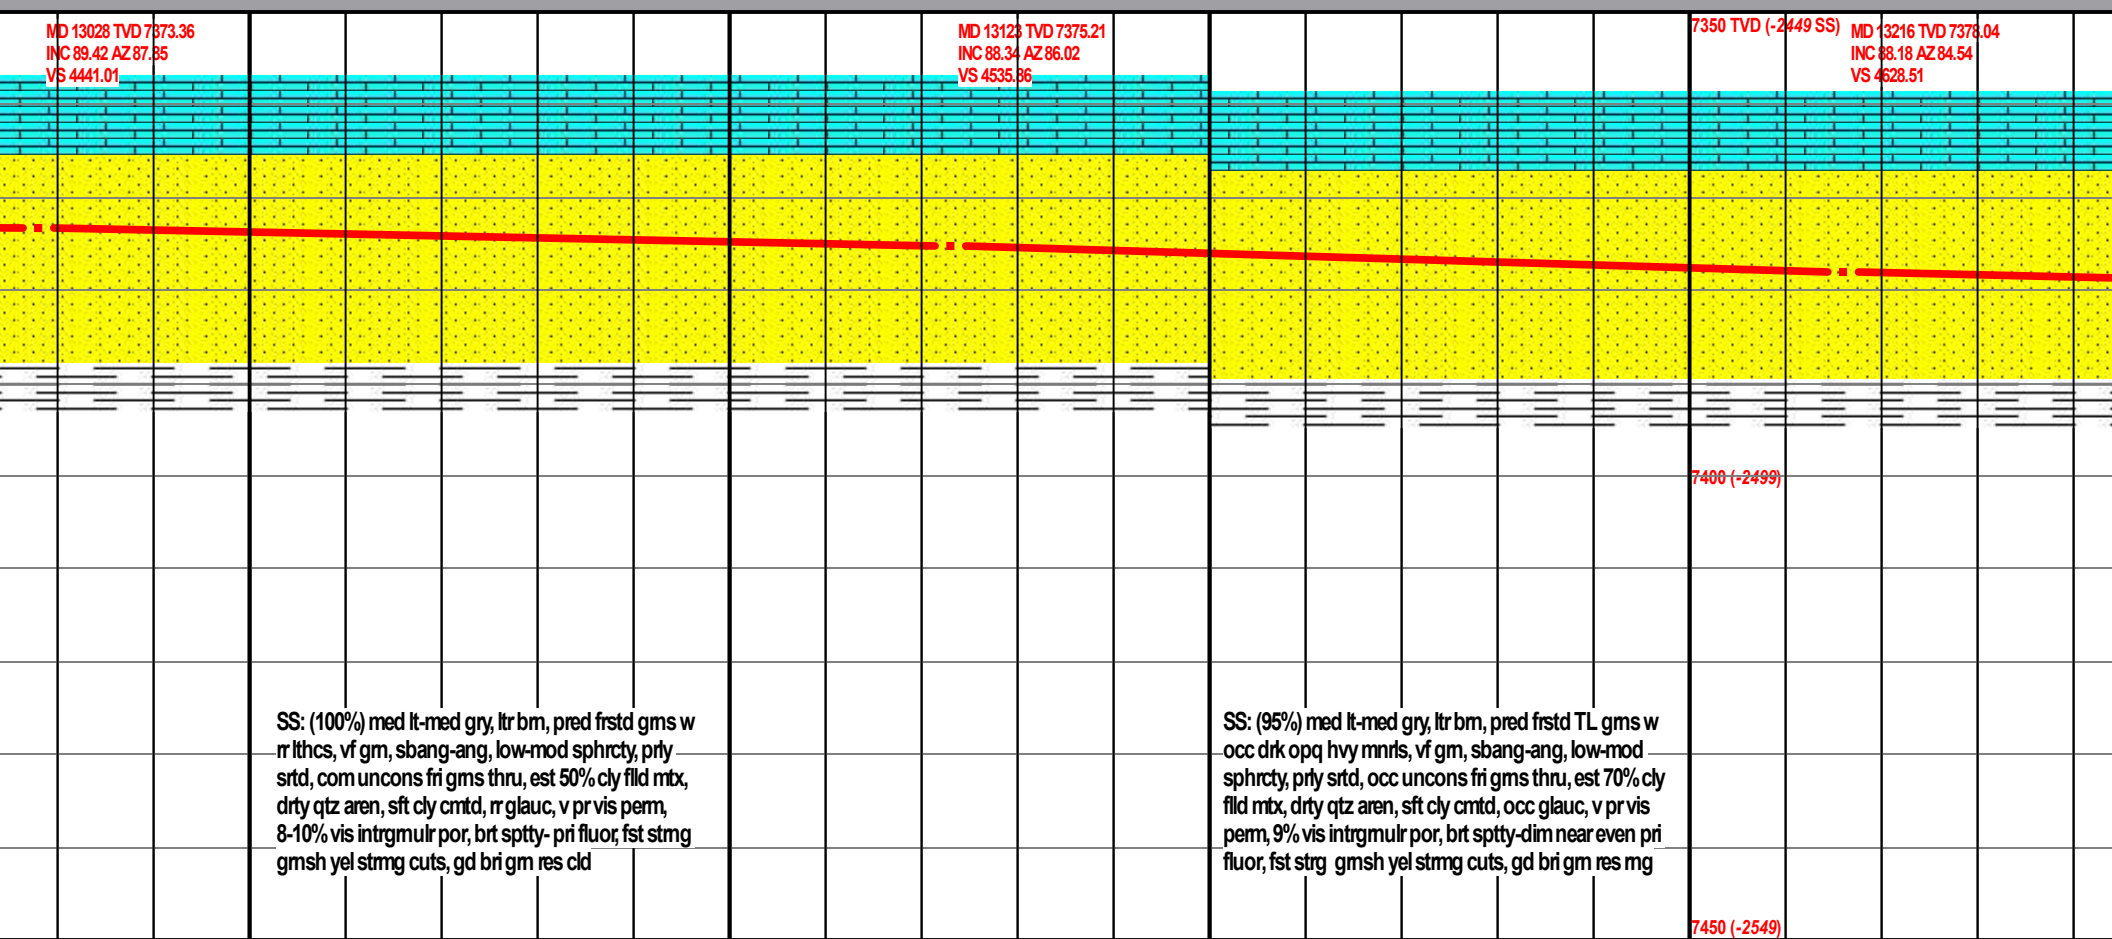 MD 13028 TVD 7373.36
INC 89.42 AZ 87.35
VS 4441.01
MD 13123 TVD 7375.21
INC 88.34 AZ 86.02
VS 4535.86
7350 TVD (-2449 SS)
MD 13216 TVD 7378.04
INC 88.18 AZ 84.54
VS 4628.51
7400 (-2499)
SS: (100%) med lt-med gry, ltr brn, pred frstd grns w
rr lthcs, vf grn, sbang-ang, low-mod sphrcty, prly
srtd, com uncons fri grns thru, est 50% cly flld mtx,
drty qtz aren, sft cly cmtd, rr glauc, v pr vis perm,
8-10% vis intrgrnulr por, brt sptty- pri fluor, fst strng
grnsh yel strmg cuts, gd bri grn res cld
SS: (95%) med lt-med gry, ltr brn, pred frstd TL grns w
occ drk opq hvy mnrls, vf grn, sbang-ang, low-mod
sphrcty, prly srtd, occ uncons fri grns thru, est 70% cly
flld mtx, drty qtz aren, sft cly cmtd, occ glauc, v pr vis
perm, 9% vis intrgrnulr por, brt sptty-dim near even pri
fluor, fst strg grnsh yel strmg cuts, gd bri grn res rng
7450 (-2549)